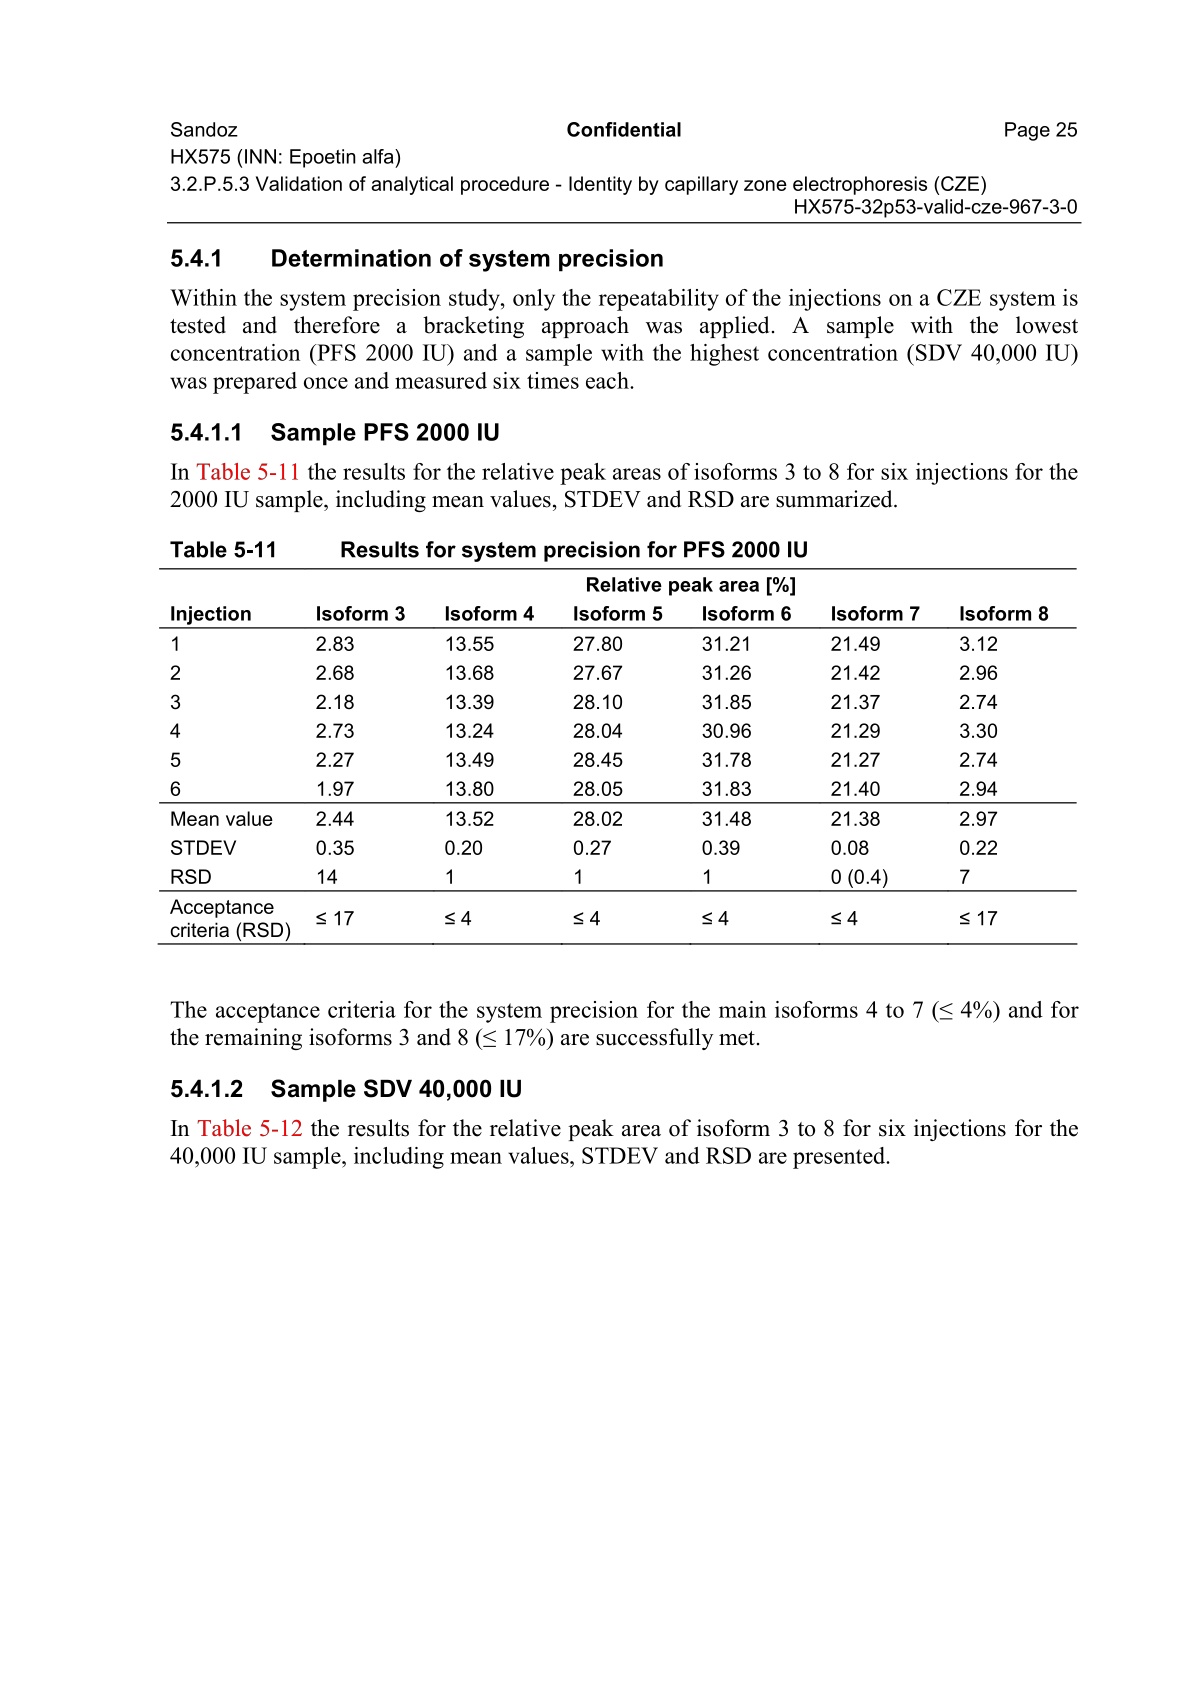 Sandoz Confidential Page 25
HX575 (INN: Epoetin alfa)
3.2.P.5.3 Validation of analytical procedure - Identity by capillary zone electrophoresis (CZE)
HX575-32p53-valid-cze-967-3-0
5.4.1 Determination of system precision
Within the system precision study, only the repeatability of the injections on a CZE system is
tested and therefore a bracketing approach was applied. A sample with the lowest
concentration (PFS 2000 IU) and a sample with the highest concentration (SDV 40,000 IU)
was prepared once and measured six times each.
5.4.1.1 Sample PFS 2000 IU
In Table 5-11 the results for the relative peak areas of isoforms 3 to 8 for six injections for the
2000 IU sample, including mean values, STDEV and RSD are summarized.
Table 5-11 Results for system precision for PFS 2000 IU
Relative peak area [%]
Injection Isoform 3 Isoform 4 Isoform 5 Isoform 6 Isoform 7 Isoform 8
1 2.83 13.55 27.80 31.21 21.49 3.12
2 2.68 13.68 27.67 31.26 21.42 2.96
3 2.18 13.39 28.10 31.85 21.37 2.74
4 2.73 13.24 28.04 30.96 21.29 3.30
5 2.27 13.49 28.45 31.78 21.27 2.74
6 1.97 13.80 28.05 31.83 21.40 2.94
Mean value 2.44 13.52 28.02 31.48 21.38 2.97
STDEV 0.35 0.20 0.27 0.39 0.08 0.22
RSD 14 1 1 1 0 (0.4) 7
Acceptance
criteria (RSD) ≤ 17 ≤ 4 ≤ 4 ≤ 4 ≤ 4 ≤ 17
The acceptance criteria for the system precision for the main isoforms 4 to 7 (≤ 4%) and for
the remaining isoforms 3 and 8 (≤ 17%) are successfully met.
5.4.1.2 Sample SDV 40,000 IU
In Table 5-12 the results for the relative peak area of isoform 3 to 8 for six injections for the
40,000 IU sample, including mean values, STDEV and RSD are presented.